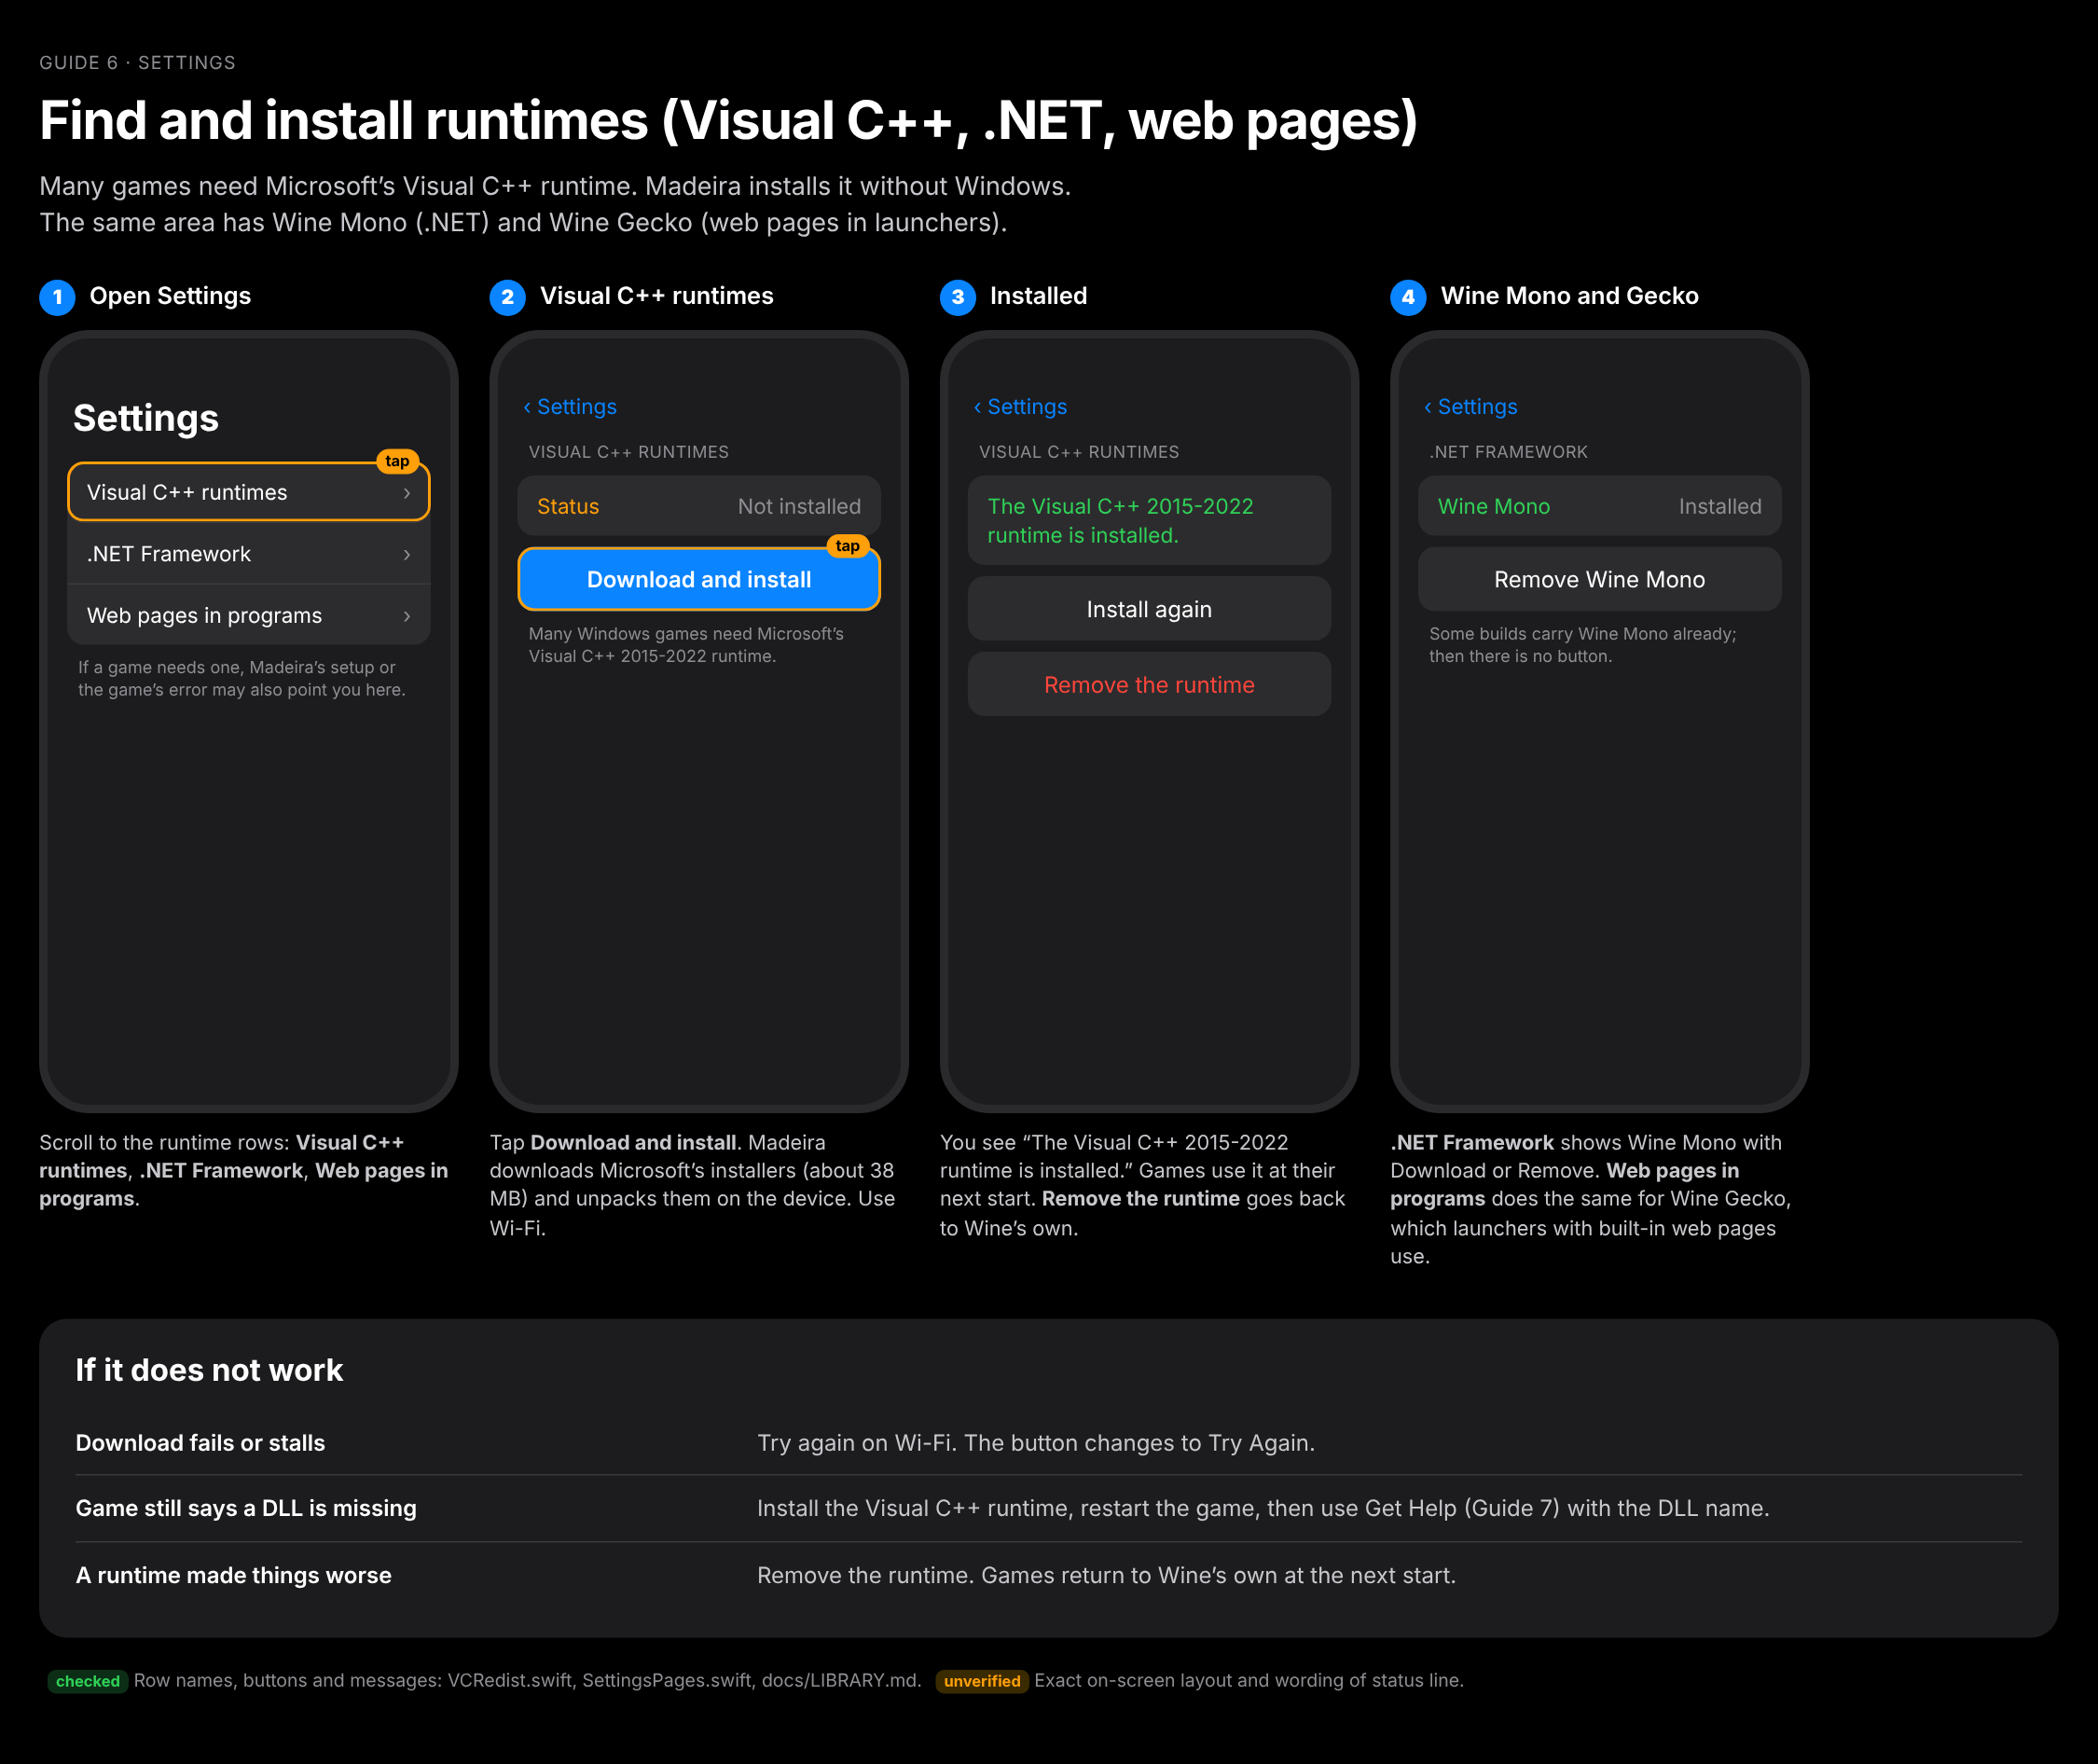 GUIDE 6 · SETTINGS
Find and install runtimes (Visual C++, .NET, web pages)
Many games need Microsoft’s Visual C++ runtime. Madeira installs it without Windows.
The same area has Wine Mono (.NET) and Wine Gecko (web pages in launchers).
1 Open Settings
Settings
tap
Visual C++ runtimes ›
.NET Framework ›
Web pages in programs ›
If a game needs one, Madeira’s setup or
the game’s error may also point you here.
Scroll to the runtime rows: Visual C++
runtimes, .NET Framework, Web pages in
programs.
2 Visual C++ runtimes
‹ Settings
VISUAL C++ RUNTIMES
Status Not installed
tap
Download and install
Many Windows games need Microsoft’s
Visual C++ 2015-2022 runtime.
Tap Download and install. Madeira
downloads Microsoft’s installers (about 38
MB) and unpacks them on the device. Use
Wi-Fi.
3 Installed
‹ Settings
VISUAL C++ RUNTIMES
The Visual C++ 2015-2022
runtime is installed.
Install again
Remove the runtime
You see “The Visual C++ 2015-2022
runtime is installed.” Games use it at their
next start. Remove the runtime goes back
to Wine’s own.
4 Wine Mono and Gecko
‹ Settings
.NET FRAMEWORK
Wine Mono Installed
Remove Wine Mono
Some builds carry Wine Mono already;
then there is no button.
.NET Framework shows Wine Mono with
Download or Remove. Web pages in
programs does the same for Wine Gecko,
which launchers with built-in web pages
use.
If it does not work
Download fails or stalls Try again on Wi-Fi. The button changes to Try Again.
Game still says a DLL is missing Install the Visual C++ runtime, restart the game, then use Get Help (Guide 7) with the DLL name.
A runtime made things worse Remove the runtime. Games return to Wine’s own at the next start.
checked Row names, buttons and messages: VCRedist.swift, SettingsPages.swift, docs/LIBRARY.md. unverified Exact on-screen layout and wording of status line.